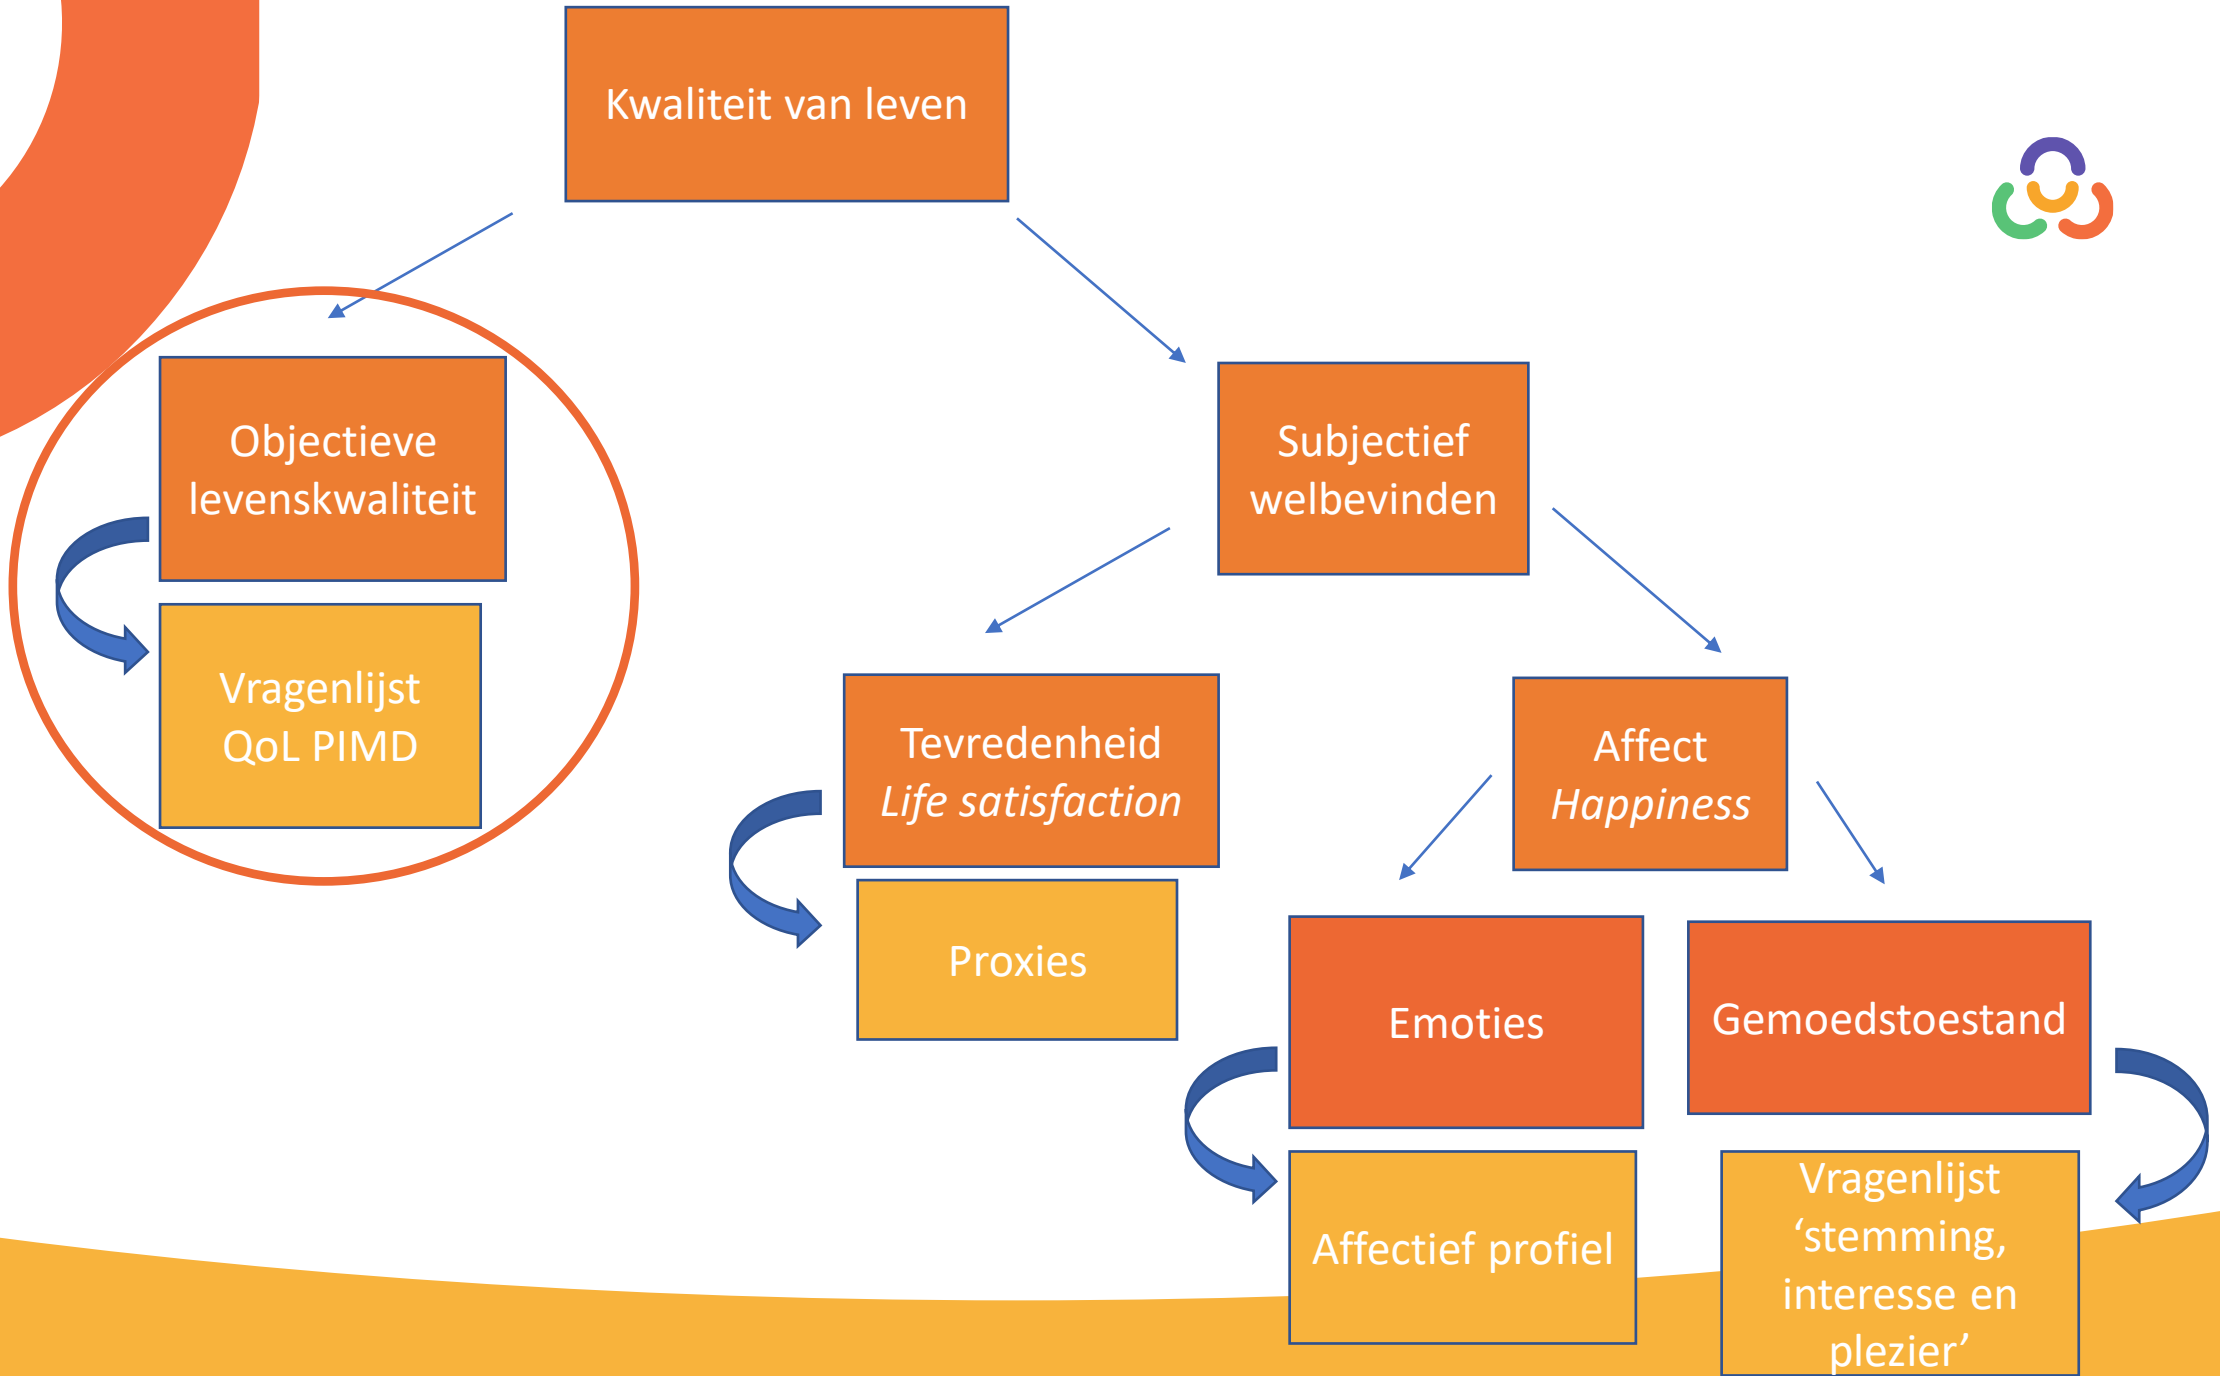 Kwaliteit van leven
Objectieve
levenskwaliteit
Subjectief
welbevinden
Vragenlijst
QoL PIMD
Tevredenheid
Life satisfaction
Affect
Happiness
Proxies
Emoties
Gemoedstoestand
Affectief profiel
Vragenlijst
‘stemming,
interesse en
plezier’